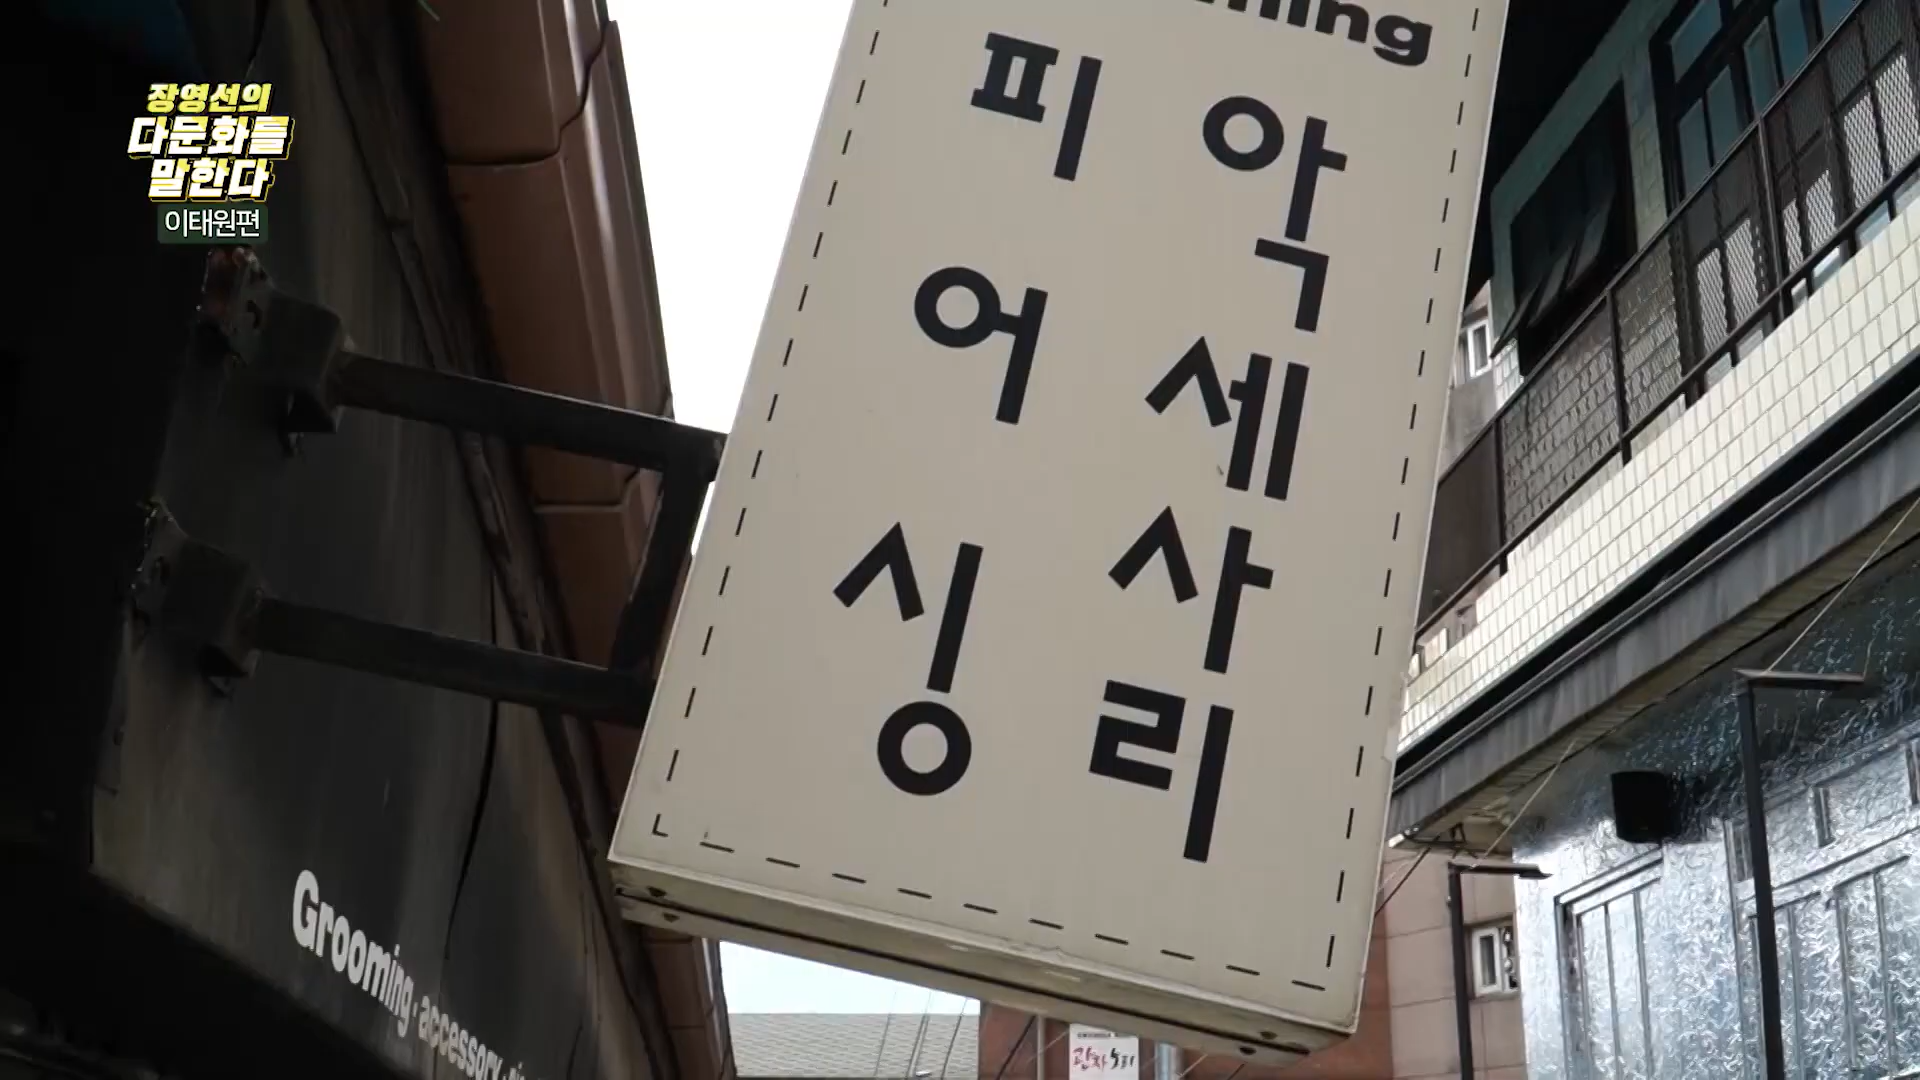 장영선의
다문화를
말한다
이태원편
피어싱
악세사리
Grooming · accessory